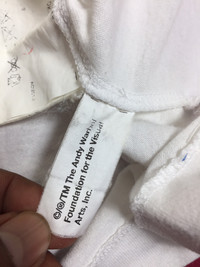 ©/®/TM The Andy Warhol
Foundation for the Visual
Arts, Inc.